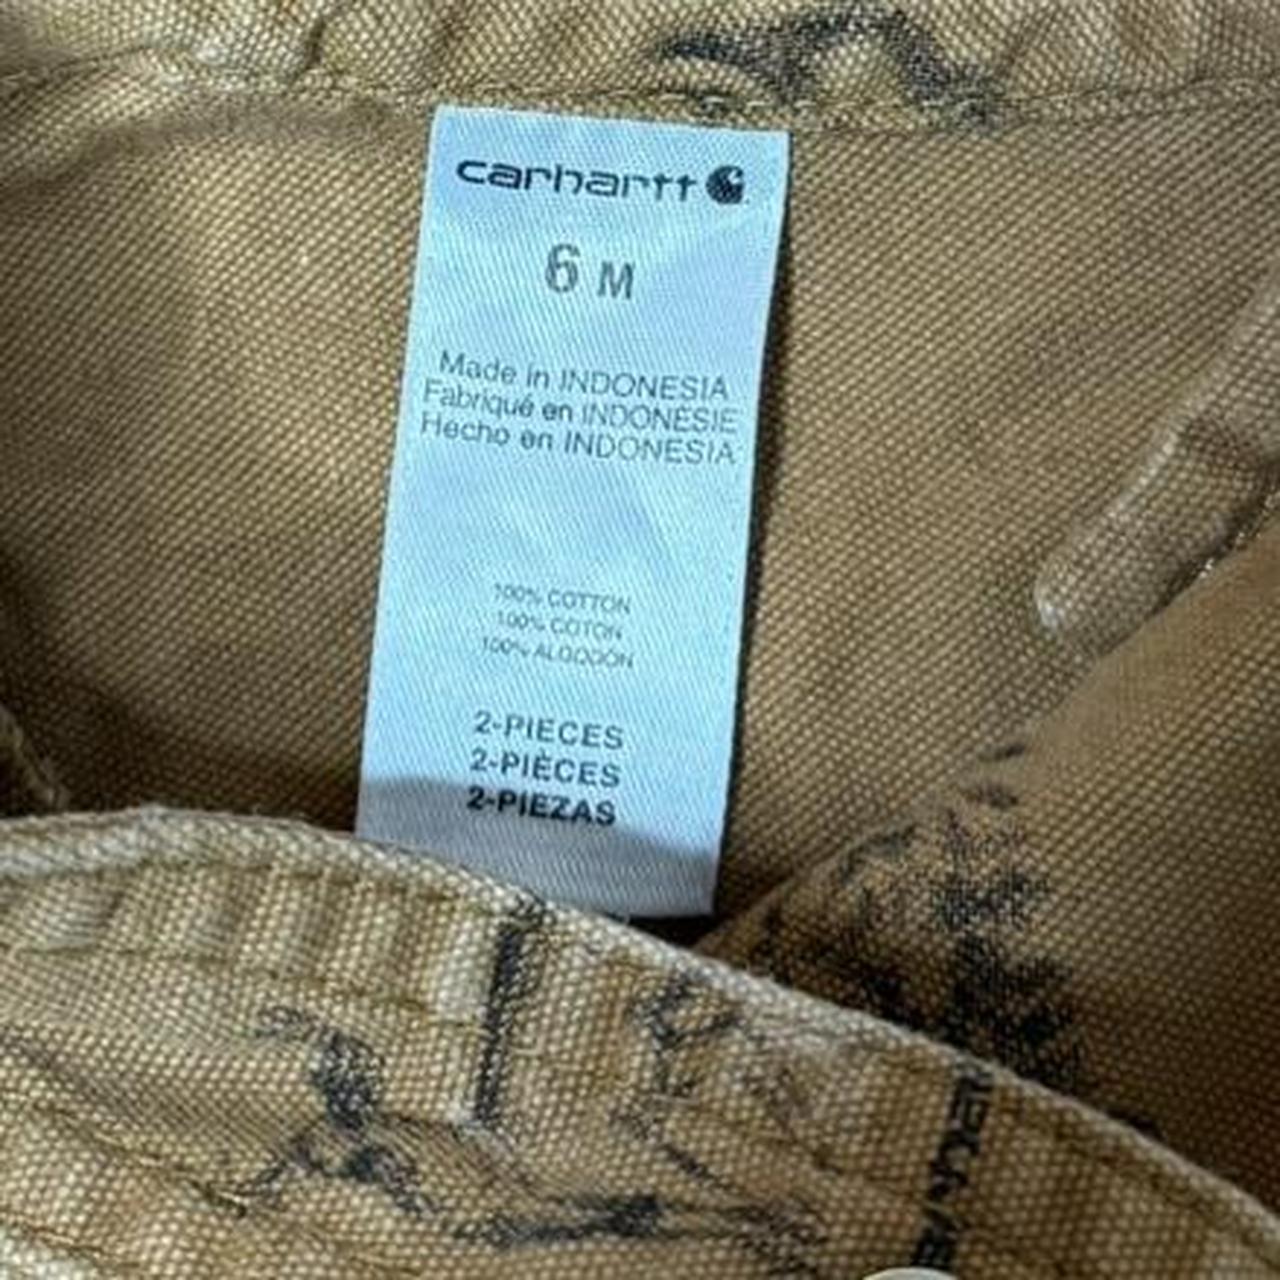 carhartt
6 M
Made in INDONESIA
Fabriqué en INDONÉSIE
Hecho en INDONESIA
100% COTTON
100% COTON
100% ALGODÓN
2-PIECES
2-PIÈCES
2-PIEZAS